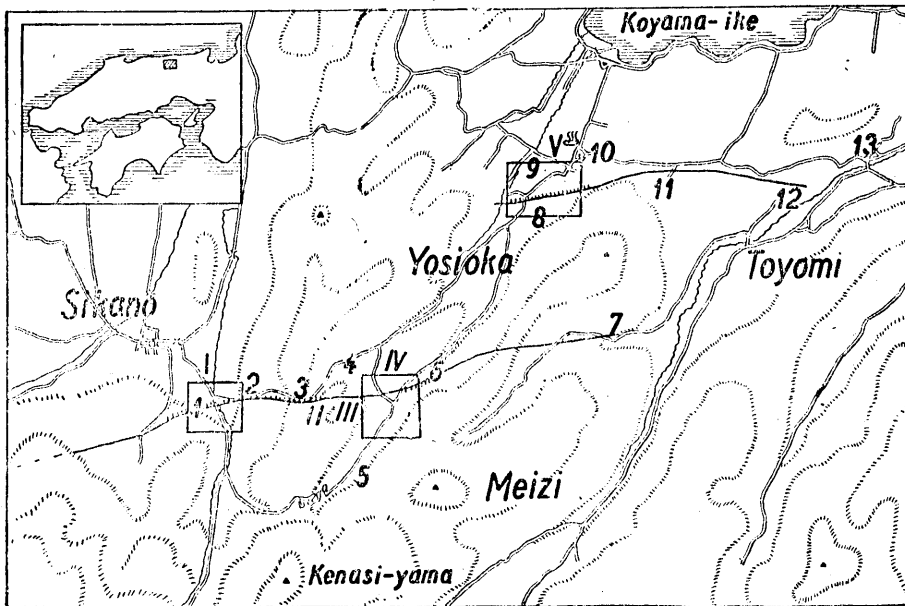 Koyama-ike
V
10
9
13
11
8
12
Yosioka
Toyomi
Sikano
7
I
4
IV
2
3
6
1
II
III
5
Meizi
Kenasi-yama